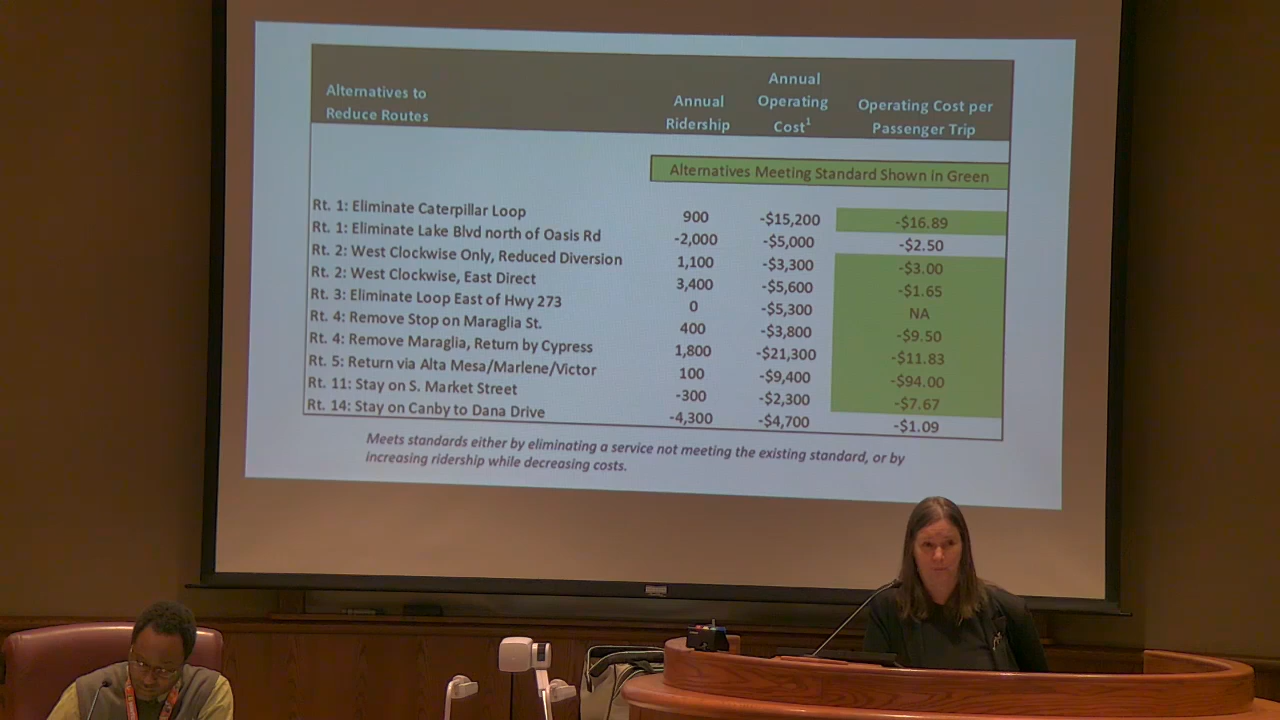 Alternatives to
Reduce Routes
Annual
Ridership
Annual
Operating
Cost1
Operating Cost per
Passenger Trip
Alternatives Meeting Standard Shown in Green
Rt. 1: Eliminate Caterpillar Loop 900 -$15,200 -$16.89
Rt. 1: Eliminate Lake Blvd north of Oasis Rd -2,000 -$5,000 -$2.50
Rt. 2: West Clockwise Only, Reduced Diversion 1,100 -$3,300 -$3.00
Rt. 2: West Clockwise, East Direct 3,400 -$5,600 -$1.65
Rt. 3: Eliminate Loop East of Hwy 273 0 -$5,300 NA
Rt. 4: Remove Stop on Maraglia St. 400 -$3,800 -$9.50
Rt. 4: Remove Maraglia, Return by Cypress 1,800 -$21,300 -$11.83
Rt. 5: Return via Alta Mesa/Marlene/Victor 100 -$9,400 -$94.00
Rt. 11: Stay on S. Market Street -300 -$2,300 -$7.67
Rt. 14: Stay on Canby to Dana Drive -4,300 -$4,700 -$1.09
Meets standards either by eliminating a service not meeting the existing standard, or by
increasing ridership while decreasing costs.